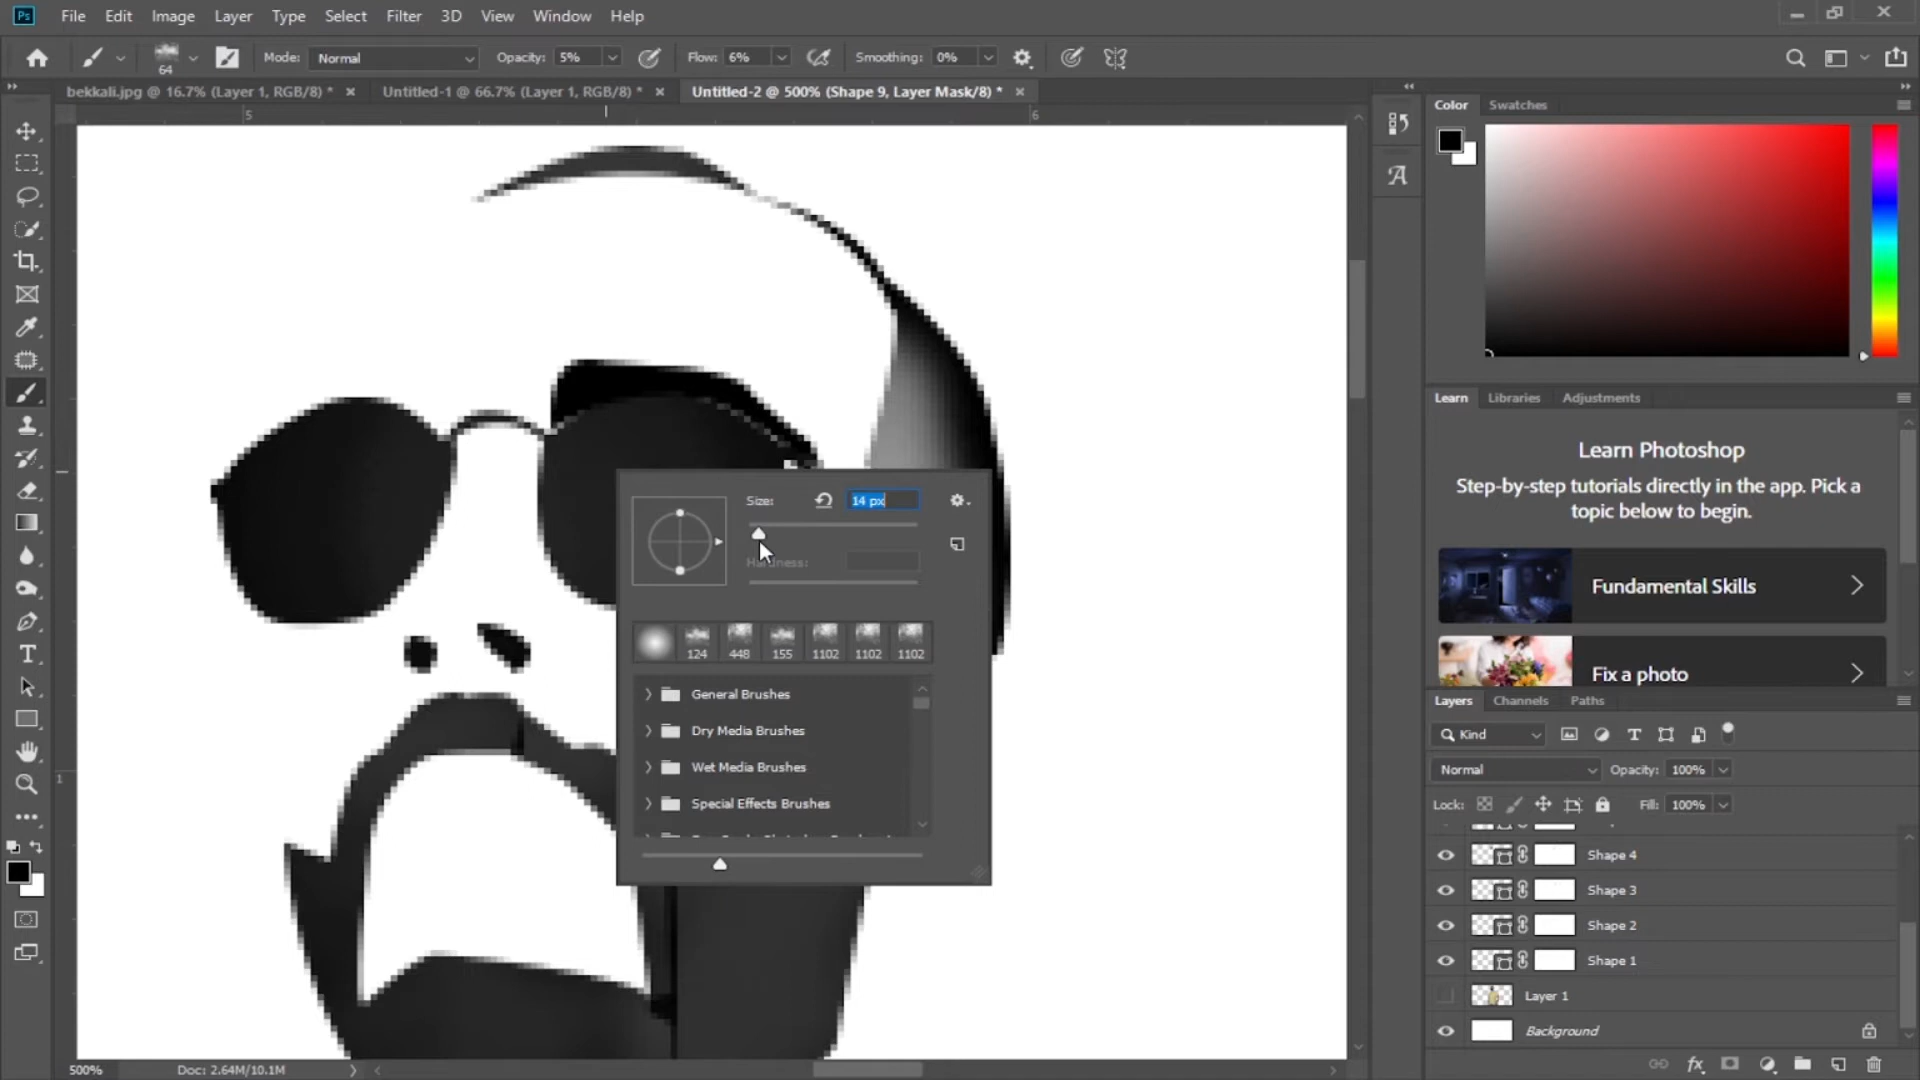 Ps File Edit Image Layer Type Select Filter 3D View Window Help
64 Mode: Normal Opacity: 5% Flow: 6% Smoothing: 0%
bekkali.jpg @ 16.7% (Layer 1, RGB/8) * Untitled-1 @ 66.7% (Layer 1, RGB/8) * Untitled-2 @ 500% (Shape 9, Layer Mask/8) *
5 6
Color Swatches
Learn Libraries Adjustments
Learn Photoshop
Step-by-step tutorials directly in the app. Pick a
topic below to begin.
Fundamental Skills
Fix a photo
Size: 14 px
Hardness:
124 448 155 1102 1102 1102
General Brushes
Dry Media Brushes
Wet Media Brushes
Special Effects Brushes
1
Layers Channels Paths
Kind
Normal Opacity: 100%
Lock: Fill: 100%
Shape 4
Shape 3
Shape 2
Shape 1
Layer 1
Background
500% Doc: 2.64M/10.1M